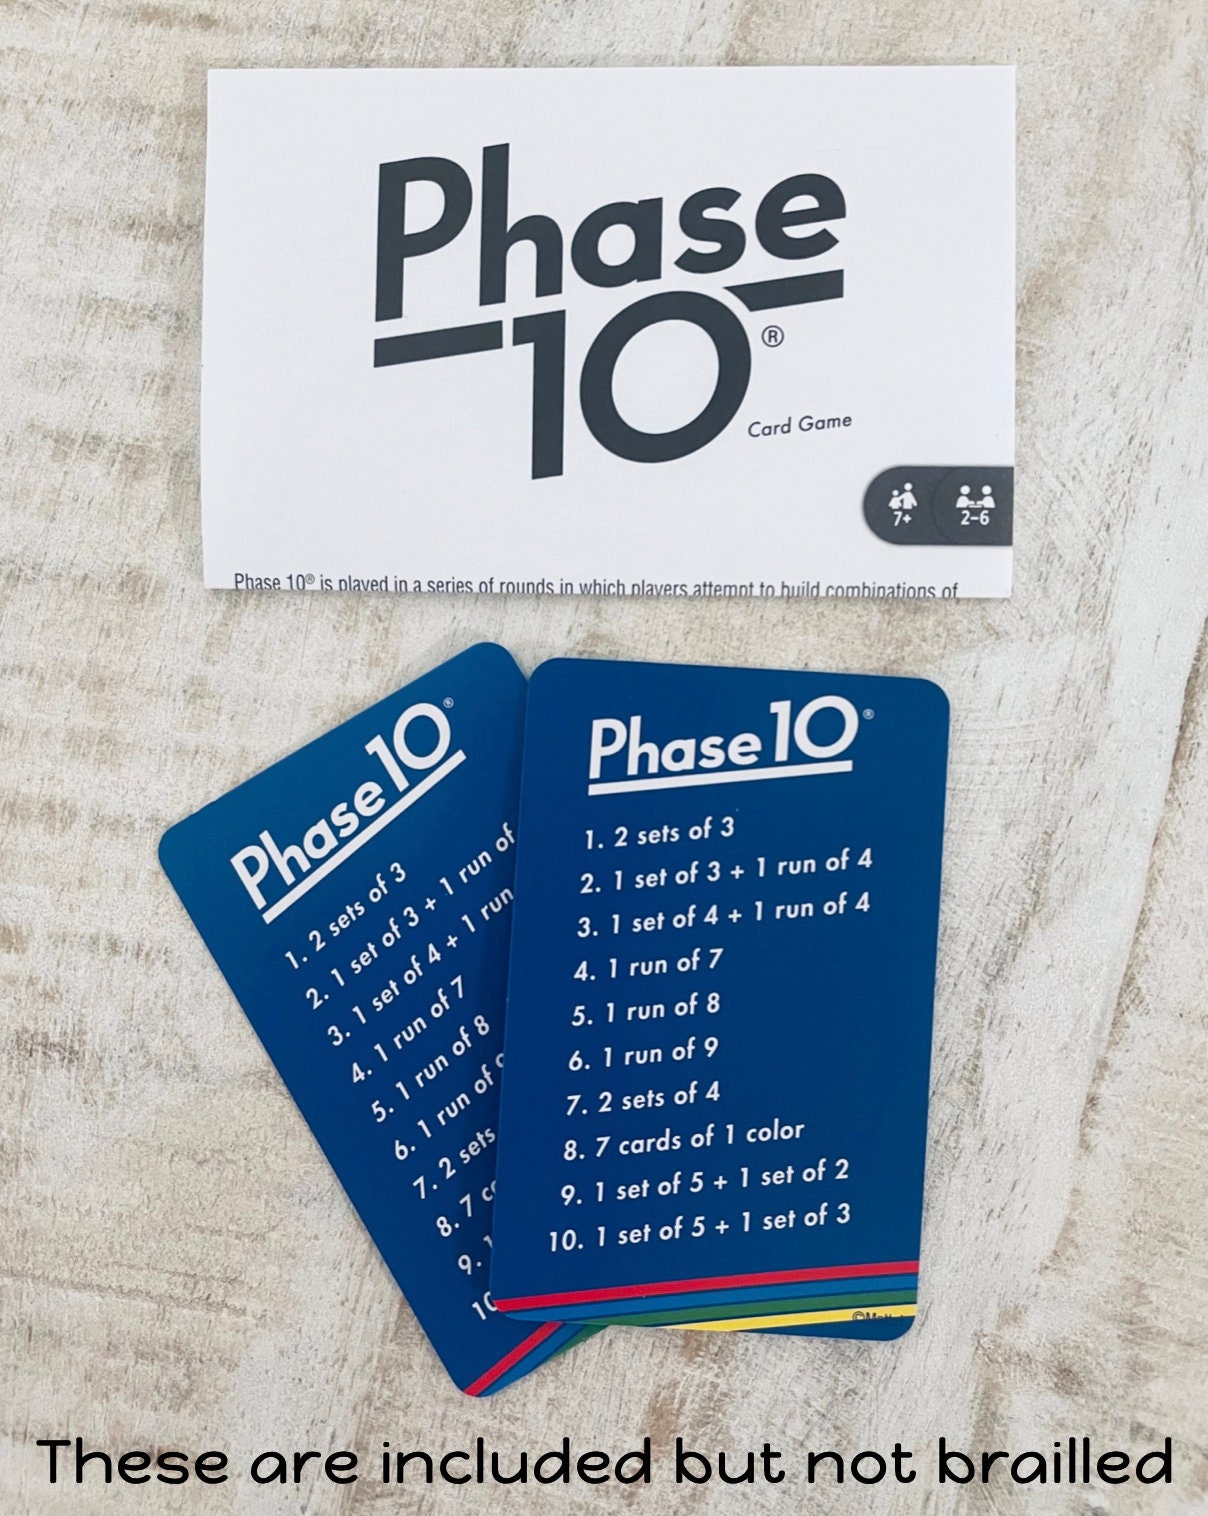 Phase
10®
Card Game
7+
2-6
Phase 10® is played in a series of rounds in which players attempt to build combinations of
Phase 10®
1. 2 sets of 3
2. 1 set of 3 + 1 run of
3. 1 set of 4 + 1 run
4. 1 run of 7
5. 1 run of 8
6. 1 run of
7. 2 sets
8. 7
9. 1
10
Phase 10®
1. 2 sets of 3
2. 1 set of 3 + 1 run of 4
3. 1 set of 4 + 1 run of 4
4. 1 run of 7
5. 1 run of 8
6. 1 run of 9
7. 2 sets of 4
8. 7 cards of 1 color
9. 1 set of 5 + 1 set of 2
10. 1 set of 5 + 1 set of 3
These are included but not brailled